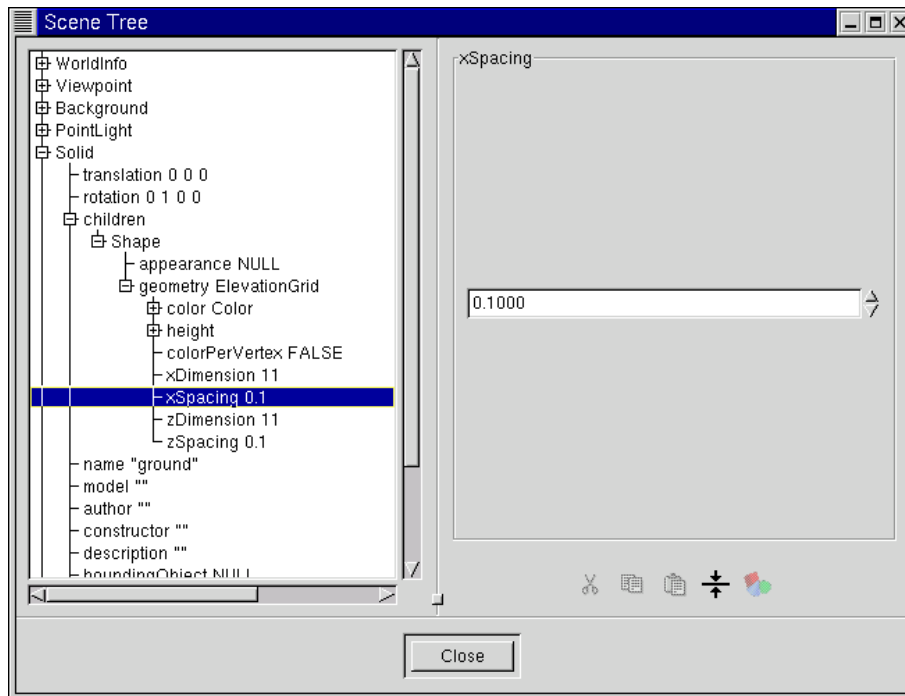 Scene Tree
WorldInfo
Viewpoint
Background
PointLight
Solid
translation 0 0 0
rotation 0 1 0 0
children
Shape
appearance NULL
geometry ElevationGrid
color Color
height
colorPerVertex FALSE
xDimension 11
xSpacing 0.1
zDimension 11
zSpacing 0.1
name "ground"
model ""
author ""
constructor ""
description ""
boundingObject NULL
xSpacing
0.1000
Close